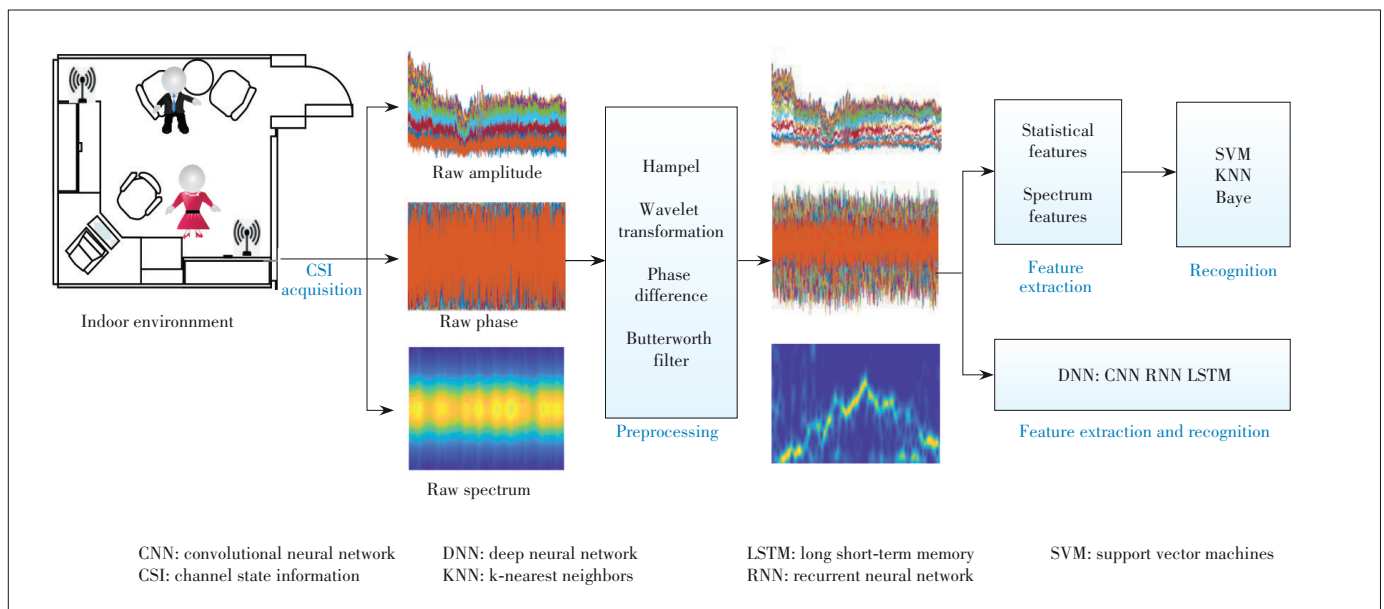 Indoor environnment
CSI
acquisition
Raw amplitude
Raw phase
Raw spectrum
Hampel
Wavelet
transformation
Phase
difference
Butterworth
filter
Preprocessing
Statistical
features
Spectrum
features
Feature
extraction
SVM
KNN
Baye
Recognition
DNN: CNN RNN LSTM
Feature extraction and recognition
CNN: convolutional neural network
CSI: channel state information
DNN: deep neural network
KNN: k-nearest neighbors
LSTM: long short-term memory
RNN: recurrent neural network
SVM: support vector machines